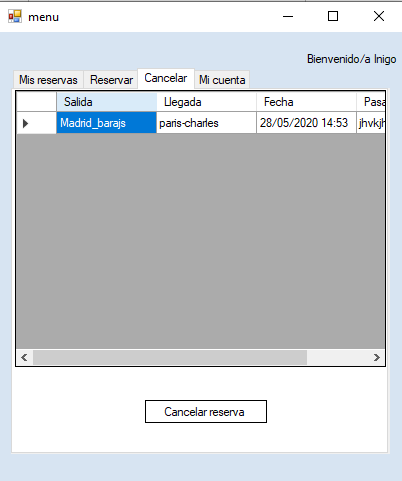 menu
Bienvenido/a Inigo
Mis reservas Reservar Cancelar Mi cuenta
Salida Llegada Fecha Pasa
Madrid_barajs paris-charles 28/05/2020 14:53 jhvkjh
Cancelar reserva